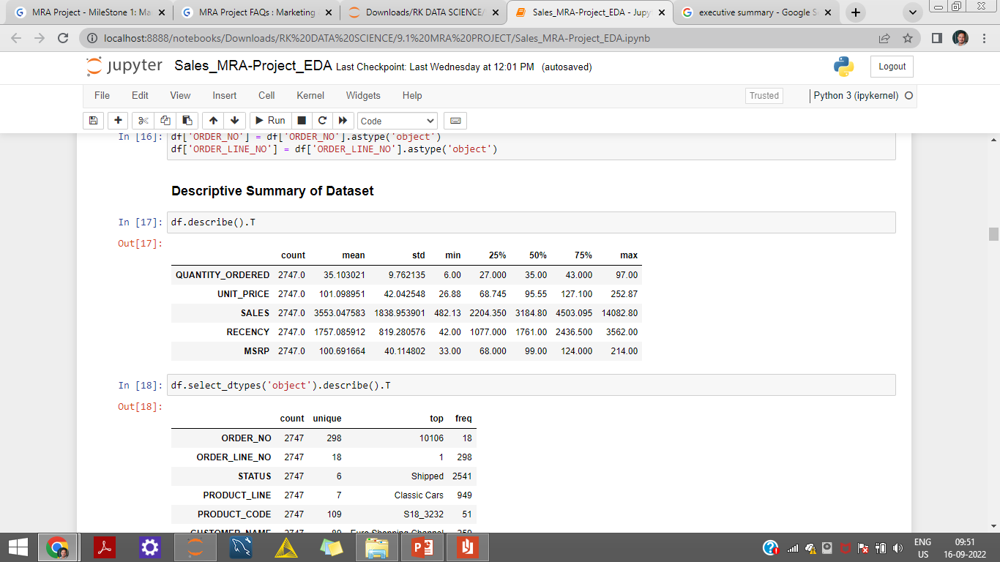 MRA Project - MileStone 1: Ma
MRA Project FAQs : Marketing
Downloads/RK DATA SCIENCE/
Sales_MRA-Project_EDA - Jupy
executive summary - Google S
localhost:8888/notebooks/Downloads/RK%20DATA%20SCIENCE/9.1%20MRA%20PROJECT/Sales_MRA-Project_EDA.ipynb
jupyter Sales_MRA-Project_EDA Last Checkpoint: Last Wednesday at 12:01 PM (autosaved)
Logout
File Edit View Insert Cell Kernel Widgets Help
Trusted
Python 3 (ipykernel)
Run
Code
In [16]: df['ORDER_NO'] = df['ORDER_NO'].astype('object')
df['ORDER_LINE_NO'] = df['ORDER_LINE_NO'].astype('object')
Descriptive Summary of Dataset
In [17]: df.describe().T
Out[17]:
count mean std min 25% 50% 75% max
QUANTITY_ORDERED 2747.0 35.103021 9.762135 6.00 27.000 35.00 43.000 97.00
UNIT_PRICE 2747.0 101.098951 42.042548 26.88 68.745 95.55 127.100 252.87
SALES 2747.0 3553.047583 1838.953901 482.13 2204.350 3184.80 4503.095 14082.80
RECENCY 2747.0 1757.085912 819.280576 42.00 1077.000 1761.00 2436.500 3562.00
MSRP 2747.0 100.691664 40.114802 33.00 68.000 99.00 124.000 214.00
In [18]: df.select_dtypes('object').describe().T
Out[18]:
count unique top freq
ORDER_NO 2747 298 10106 18
ORDER_LINE_NO 2747 18 1 298
STATUS 2747 6 Shipped 2541
PRODUCT_LINE 2747 7 Classic Cars 949
PRODUCT_CODE 2747 109 S18_3232 51
CUSTOMER_NAME 2747 89 Euro Shopping Channel 259
ENG
US
09:51
16-09-2022